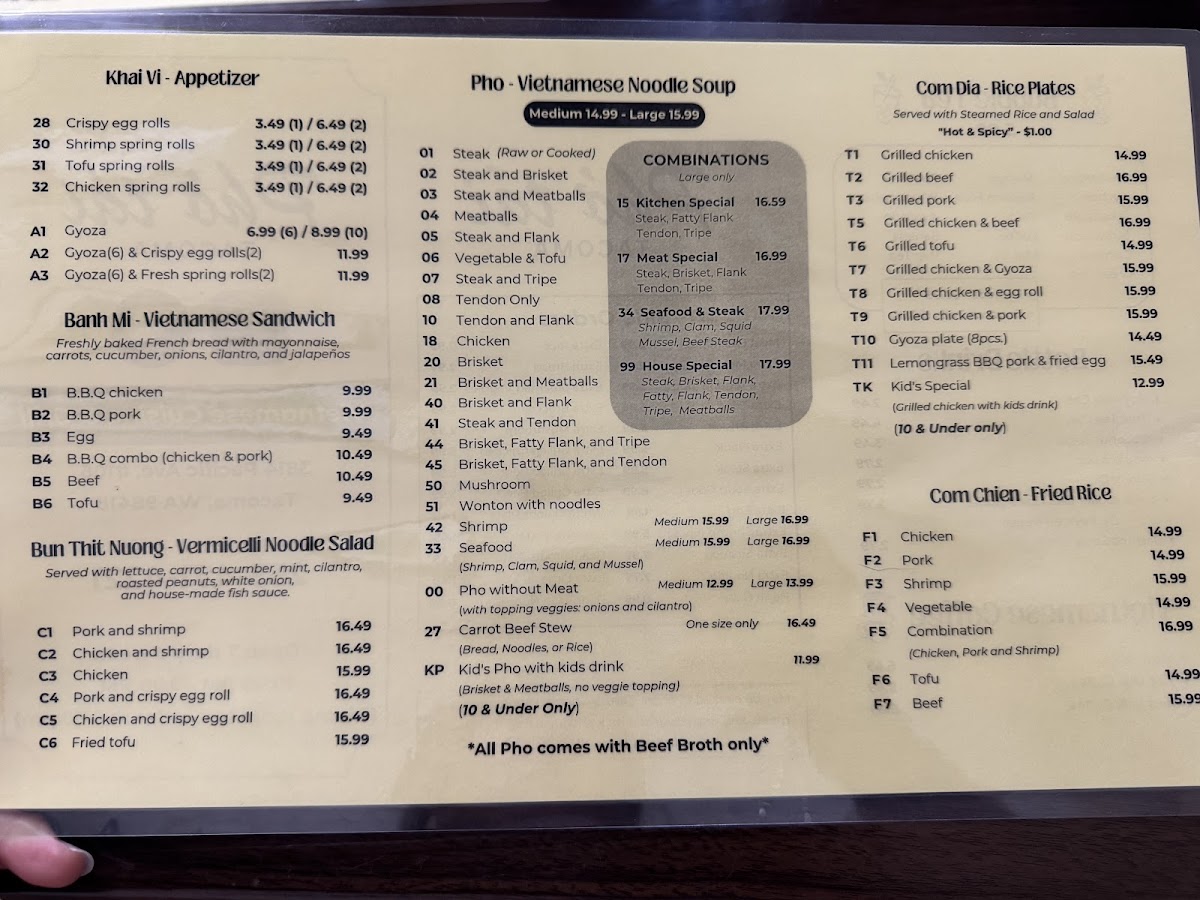 Khai Vi - Appetizer
28 Crispy egg rolls 3.49 (1) / 6.49 (2)
30 Shrimp spring rolls 3.49 (1) / 6.49 (2)
31 Tofu spring rolls 3.49 (1) / 6.49 (2)
32 Chicken spring rolls 3.49 (1) / 6.49 (2)
A1 Gyoza 6.99 (6) / 8.99 (10)
A2 Gyoza(6) & Crispy egg rolls(2) 11.99
A3 Gyoza(6) & Fresh spring rolls(2) 11.99
Banh Mi - Vietnamese Sandwich
Freshly baked French bread with mayonnaise,
carrots, cucumber, onions, cilantro, and jalapeños
B1 B.B.Q chicken 9.99
B2 B.B.Q pork 9.99
B3 Egg 9.49
B4 B.B.Q combo (chicken & pork) 10.49
B5 Beef 10.49
B6 Tofu 9.49
Bun Thit Nuong - Vermicelli Noodle Salad
Served with lettuce, carrot, cucumber, mint, cilantro,
roasted peanuts, white onion,
and house-made fish sauce.
C1 Pork and shrimp 16.49
C2 Chicken and shrimp 16.49
C3 Chicken 15.99
C4 Pork and crispy egg roll 16.49
C5 Chicken and crispy egg roll 16.49
C6 Fried tofu 15.99
Pho - Vietnamese Noodle Soup
Medium 14.99 - Large 15.99
01 Steak (Raw or Cooked)
02 Steak and Brisket
03 Steak and Meatballs
04 Meatballs
05 Steak and Flank
06 Vegetable & Tofu
07 Steak and Tripe
08 Tendon Only
10 Tendon and Flank
18 Chicken
20 Brisket
21 Brisket and Meatballs
40 Brisket and Flank
41 Steak and Tendon
44 Brisket, Fatty Flank, and Tripe
45 Brisket, Fatty Flank, and Tendon
50 Mushroom
51 Wonton with noodles
42 Shrimp Medium 15.99 Large 16.99
33 Seafood Medium 15.99 Large 16.99
(Shrimp, Clam, Squid, and Mussel)
00 Pho without Meat Medium 12.99 Large 13.99
(with topping veggies: onions and cilantro)
27 Carrot Beef Stew One size only 16.49
(Bread, Noodles, or Rice)
KP Kid's Pho with kids drink 11.99
(Brisket & Meatballs, no veggie topping)
(10 & Under Only)
*All Pho comes with Beef Broth only*
COMBINATIONS
Large only
15 Kitchen Special 16.59
Steak, Fatty Flank
Tendon, Tripe
17 Meat Special 16.99
Steak, Brisket, Flank
Tendon, Tripe
34 Seafood & Steak 17.99
Shrimp, Clam, Squid
Mussel, Beef Steak
99 House Special 17.99
Steak, Brisket, Flank,
Fatty, Flank, Tendon,
Tripe, Meatballs
Com Dia - Rice Plates
Served with Steamed Rice and Salad
"Hot & Spicy" - $1.00
T1 Grilled chicken 14.99
T2 Grilled beef 16.99
T3 Grilled pork 15.99
T5 Grilled chicken & beef 16.99
T6 Grilled tofu 14.99
T7 Grilled chicken & Gyoza 15.99
T8 Grilled chicken & egg roll 15.99
T9 Grilled chicken & pork 15.99
T10 Gyoza plate (8pcs.) 14.49
T11 Lemongrass BBQ pork & fried egg 15.49
TK Kid's Special 12.99
(Grilled chicken with kids drink)
(10 & Under only)
Com Chien - Fried Rice
F1 Chicken 14.99
F2 Pork 14.99
F3 Shrimp 15.99
F4 Vegetable 14.99
F5 Combination 16.99
(Chicken, Pork and Shrimp)
F6 Tofu 14.99
F7 Beef 15.99